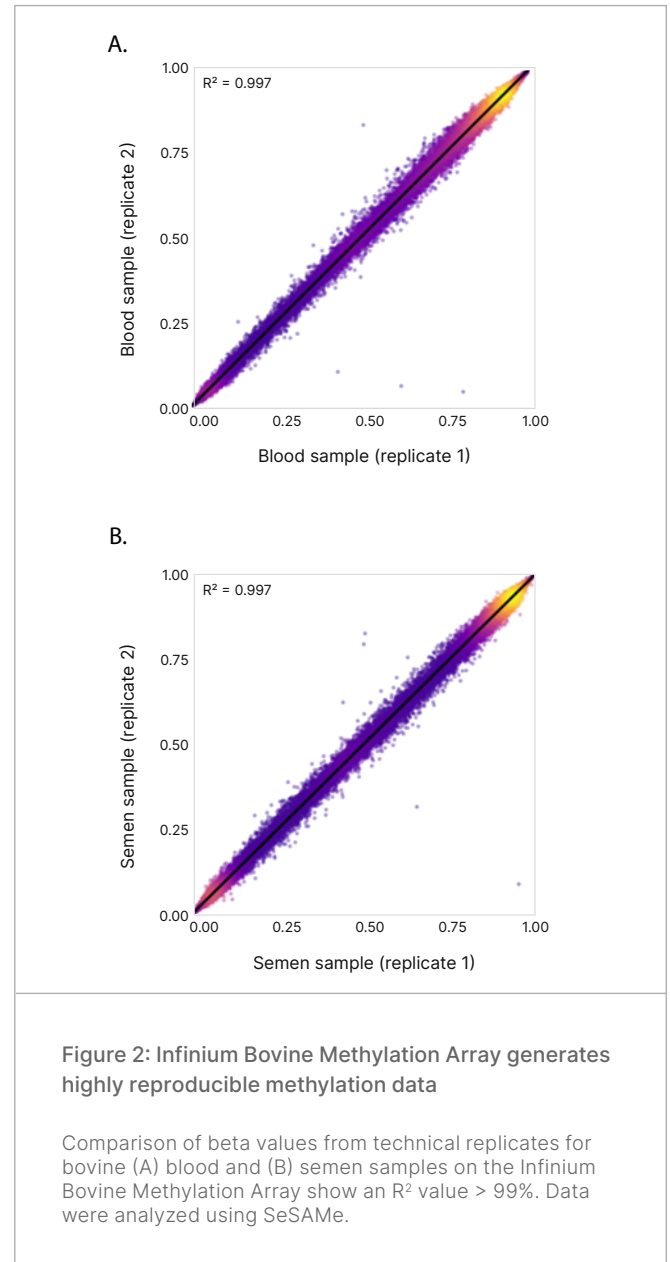 A.
R² = 0.997
1.00
0.75
0.50
0.25
0.00
Blood sample (replicate 2)
0.00 0.25 0.50 0.75 1.00
Blood sample (replicate 1)
B.
R² = 0.997
1.00
0.75
0.50
0.25
0.00
Semen sample (replicate 2)
0.00 0.25 0.50 0.75 1.00
Semen sample (replicate 1)
Figure 2: Infinium Bovine Methylation Array generates
highly reproducible methylation data
Comparison of beta values from technical replicates for
bovine (A) blood and (B) semen samples on the Infinium
Bovine Methylation Array show an R² value > 99%. Data
were analyzed using SeSAMe.